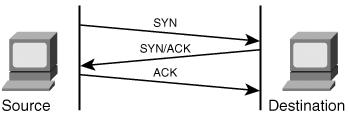 SYN
SYN/ACK
ACK
Source
Destination